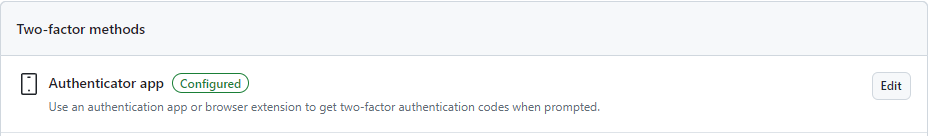 Two-factor methods
Authenticator app Configured
Edit
Use an authentication app or browser extension to get two-factor authentication codes when prompted.